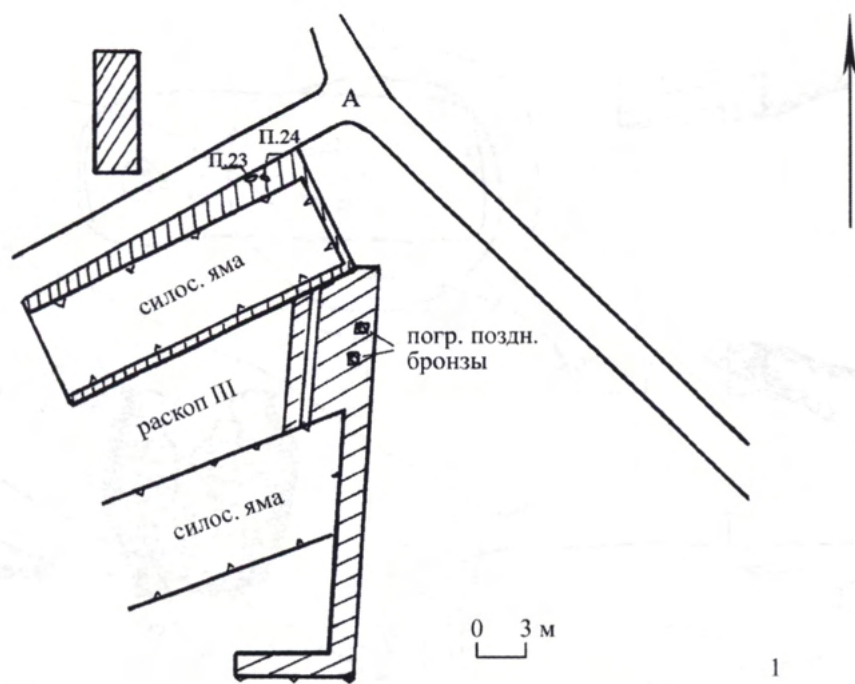 А
П.24
П.23
силос. яма
погр. поздн.
бронзы
раскоп III
силос. яма
0 3 м
1